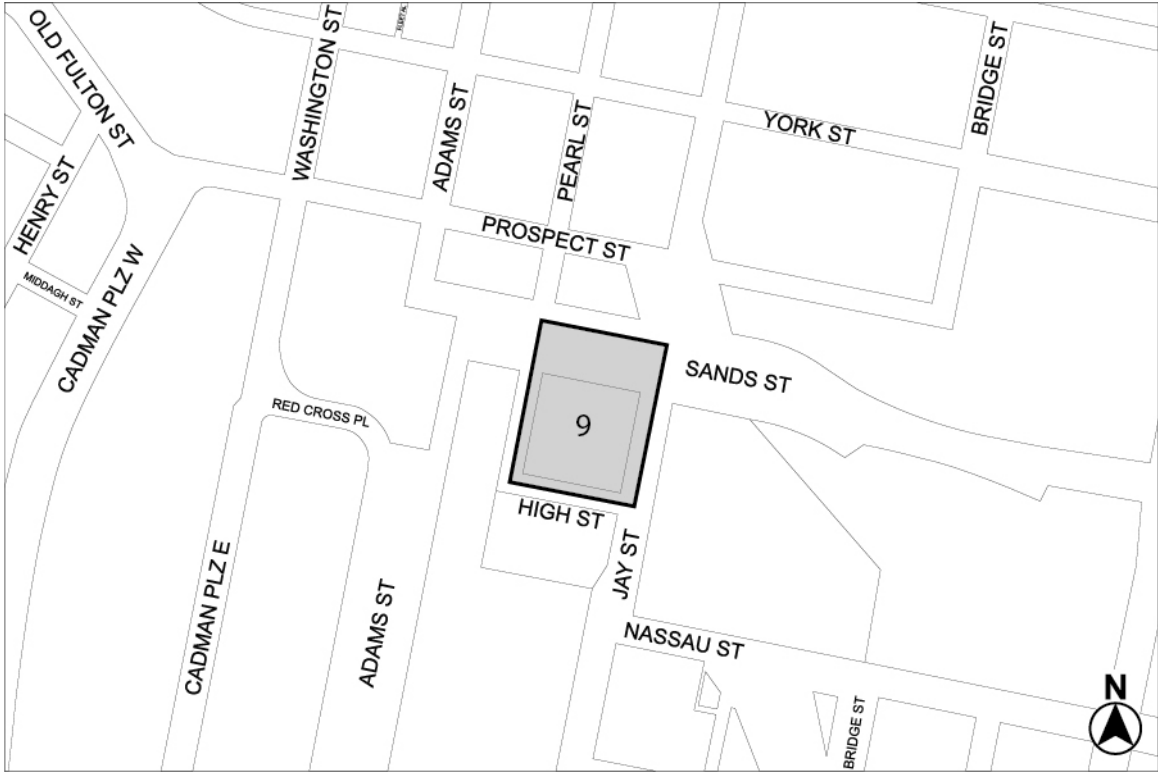 OLD FULTON ST
WASHINGTON ST
ADAMS ST
PEARL ST
YORK ST
BRIDGE ST
HENRY ST
MIDDAGH ST
CADMAN PLZ W
PROSPECT ST
SANDS ST
RED CROSS PL
9
HIGH ST
JAY ST
CADMAN PLZ E
ADAMS ST
NASSAU ST
BRIDGE ST
N